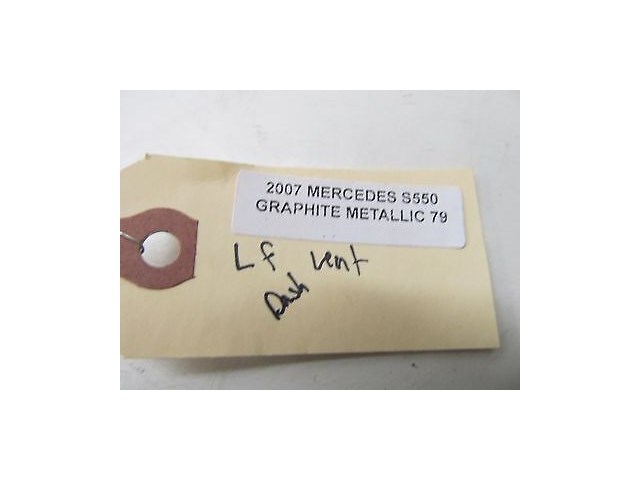 2007 MERCEDES S550
GRAPHITE METALLIC 79
LF vent
Dash